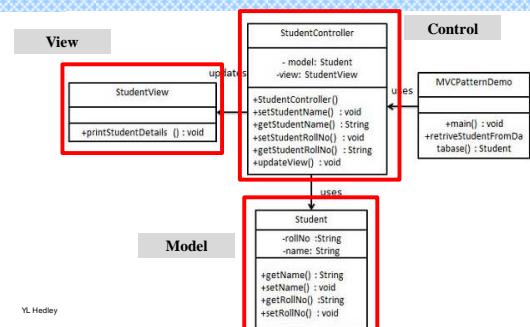 View
Control
StudentController
- model: Student
-view: StudentView
+StudentController()
+setStudentName() : void
+getStudentName() : String
+setStudentRollNo() : void
+getStudentRollNo() : String
+updateView() : void
updates
StudentView
+printStudentDetails () : void
uses
MVCPatternDemo
+main() : void
+retriveStudentFromDa
tabase() : Student
uses
Model
Student
-rollNo :String
-name: String
+getName() : String
+setName() : void
+getRollNo() :String
+setRollNo() : void
YL Hedley